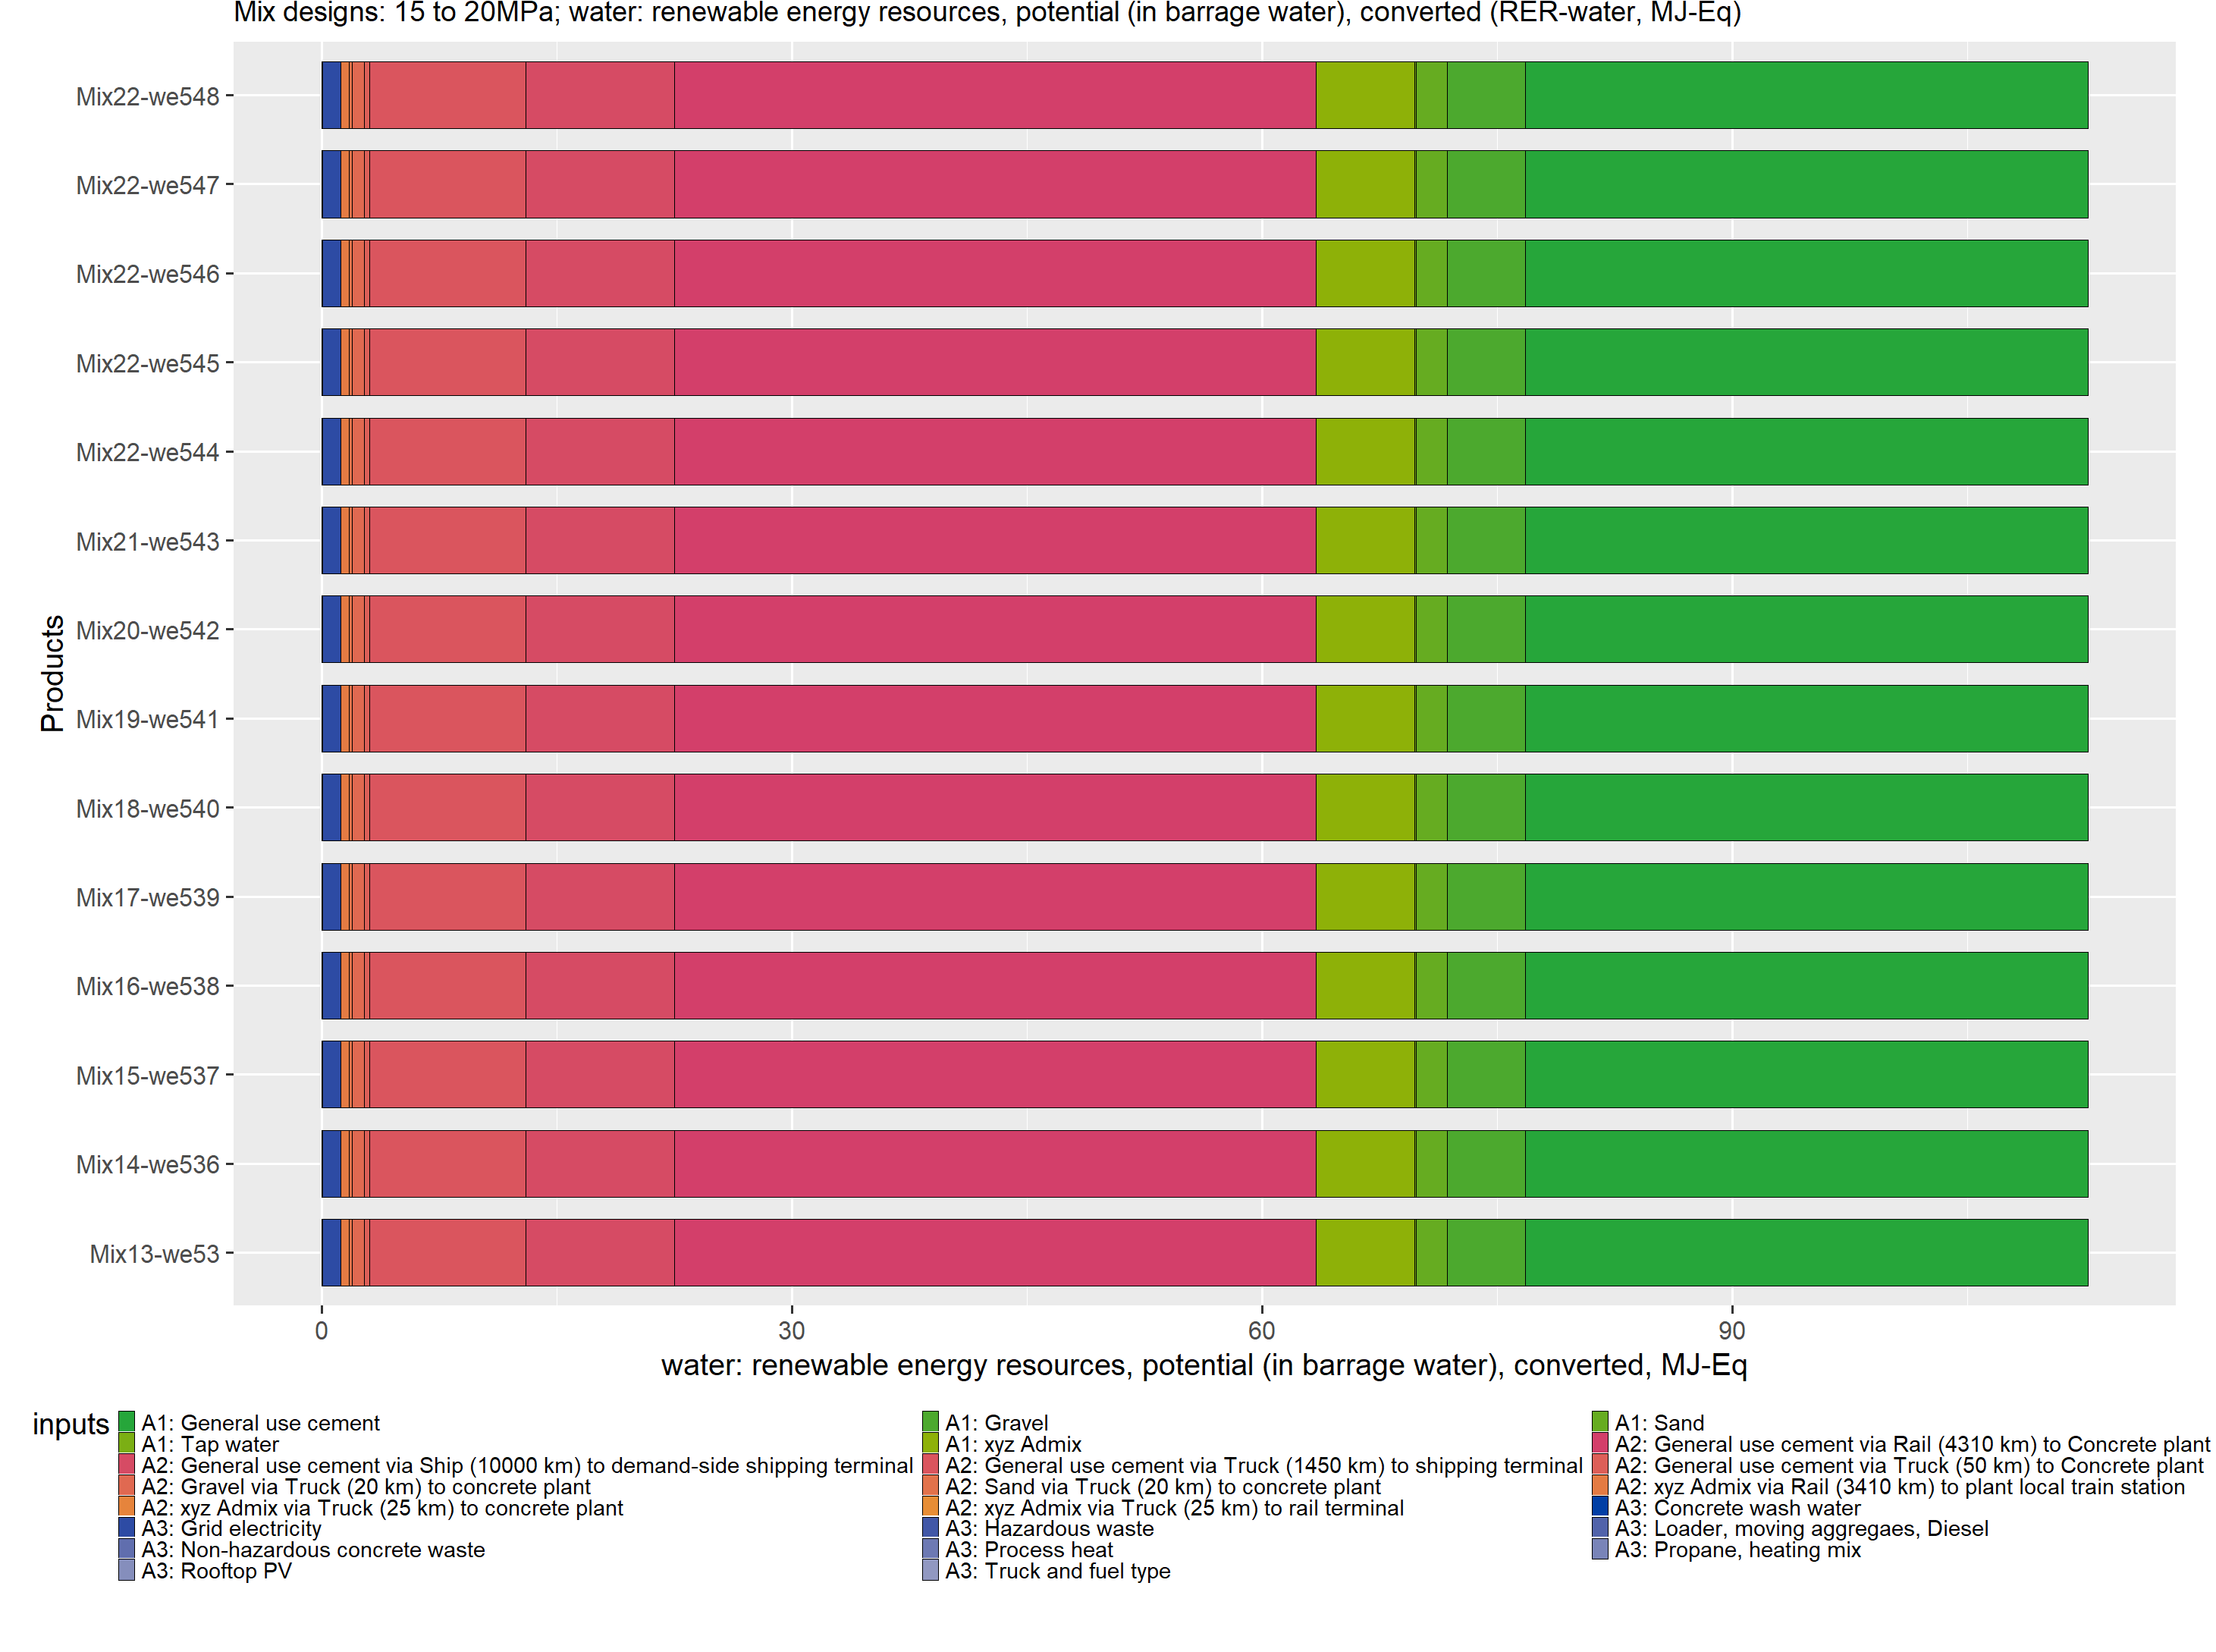 Mix designs: 15 to 20MPa; water: renewable energy resources, potential (in barrage water), converted (RER-water, MJ-Eq)
Mix22-we548
Mix22-we547
Mix22-we546
Mix22-we545
Mix22-we544
Mix21-we543
Mix20-we542
Mix19-we541
Mix18-we540
Mix17-we539
Mix16-we538
Mix15-we537
Mix14-we536
Mix13-we53
Products
0 30 60 90
water: renewable energy resources, potential (in barrage water), converted, MJ-Eq
inputs
A1: General use cement A1: Gravel A1: Sand
A1: Tap water A1: xyz Admix A2: General use cement via Rail (4310 km) to Concrete plant
A2: General use cement via Ship (10000 km) to demand-side shipping terminal A2: General use cement via Truck (1450 km) to shipping terminal A2: General use cement via Truck (50 km) to Concrete plant
A2: Gravel via Truck (20 km) to concrete plant A2: Sand via Truck (20 km) to concrete plant A2: xyz Admix via Rail (3410 km) to plant local train station
A2: xyz Admix via Truck (25 km) to concrete plant A2: xyz Admix via Truck (25 km) to rail terminal A3: Concrete wash water
A3: Grid electricity A3: Hazardous waste A3: Loader, moving aggregaes, Diesel
A3: Non-hazardous concrete waste A3: Process heat A3: Propane, heating mix
A3: Rooftop PV A3: Truck and fuel type